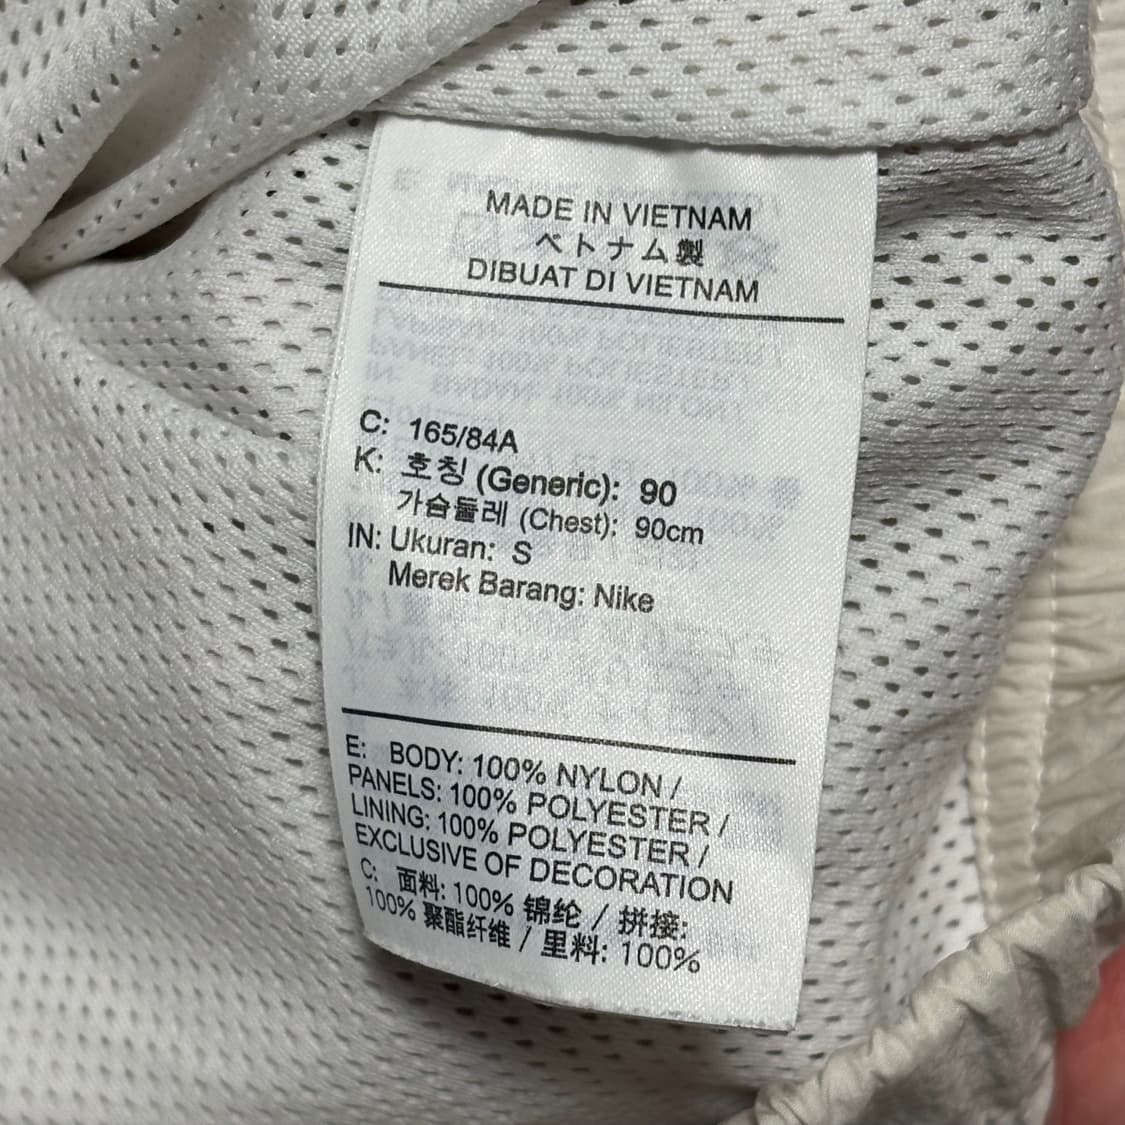 MADE IN VIETNAM
ベトナム製
DIBUAT DI VIETNAM
C: 165/84A
K: 호칭 (Generic): 90
가슴둘레 (Chest): 90cm
IN: Ukuran: S
Merek Barang: Nike
E: BODY: 100% NYLON /
PANELS: 100% POLYESTER /
LINING: 100% POLYESTER /
EXCLUSIVE OF DECORATION
C: 面料: 100% 锦纶 / 拼接:
100% 聚酯纤维 / 里料: 100%